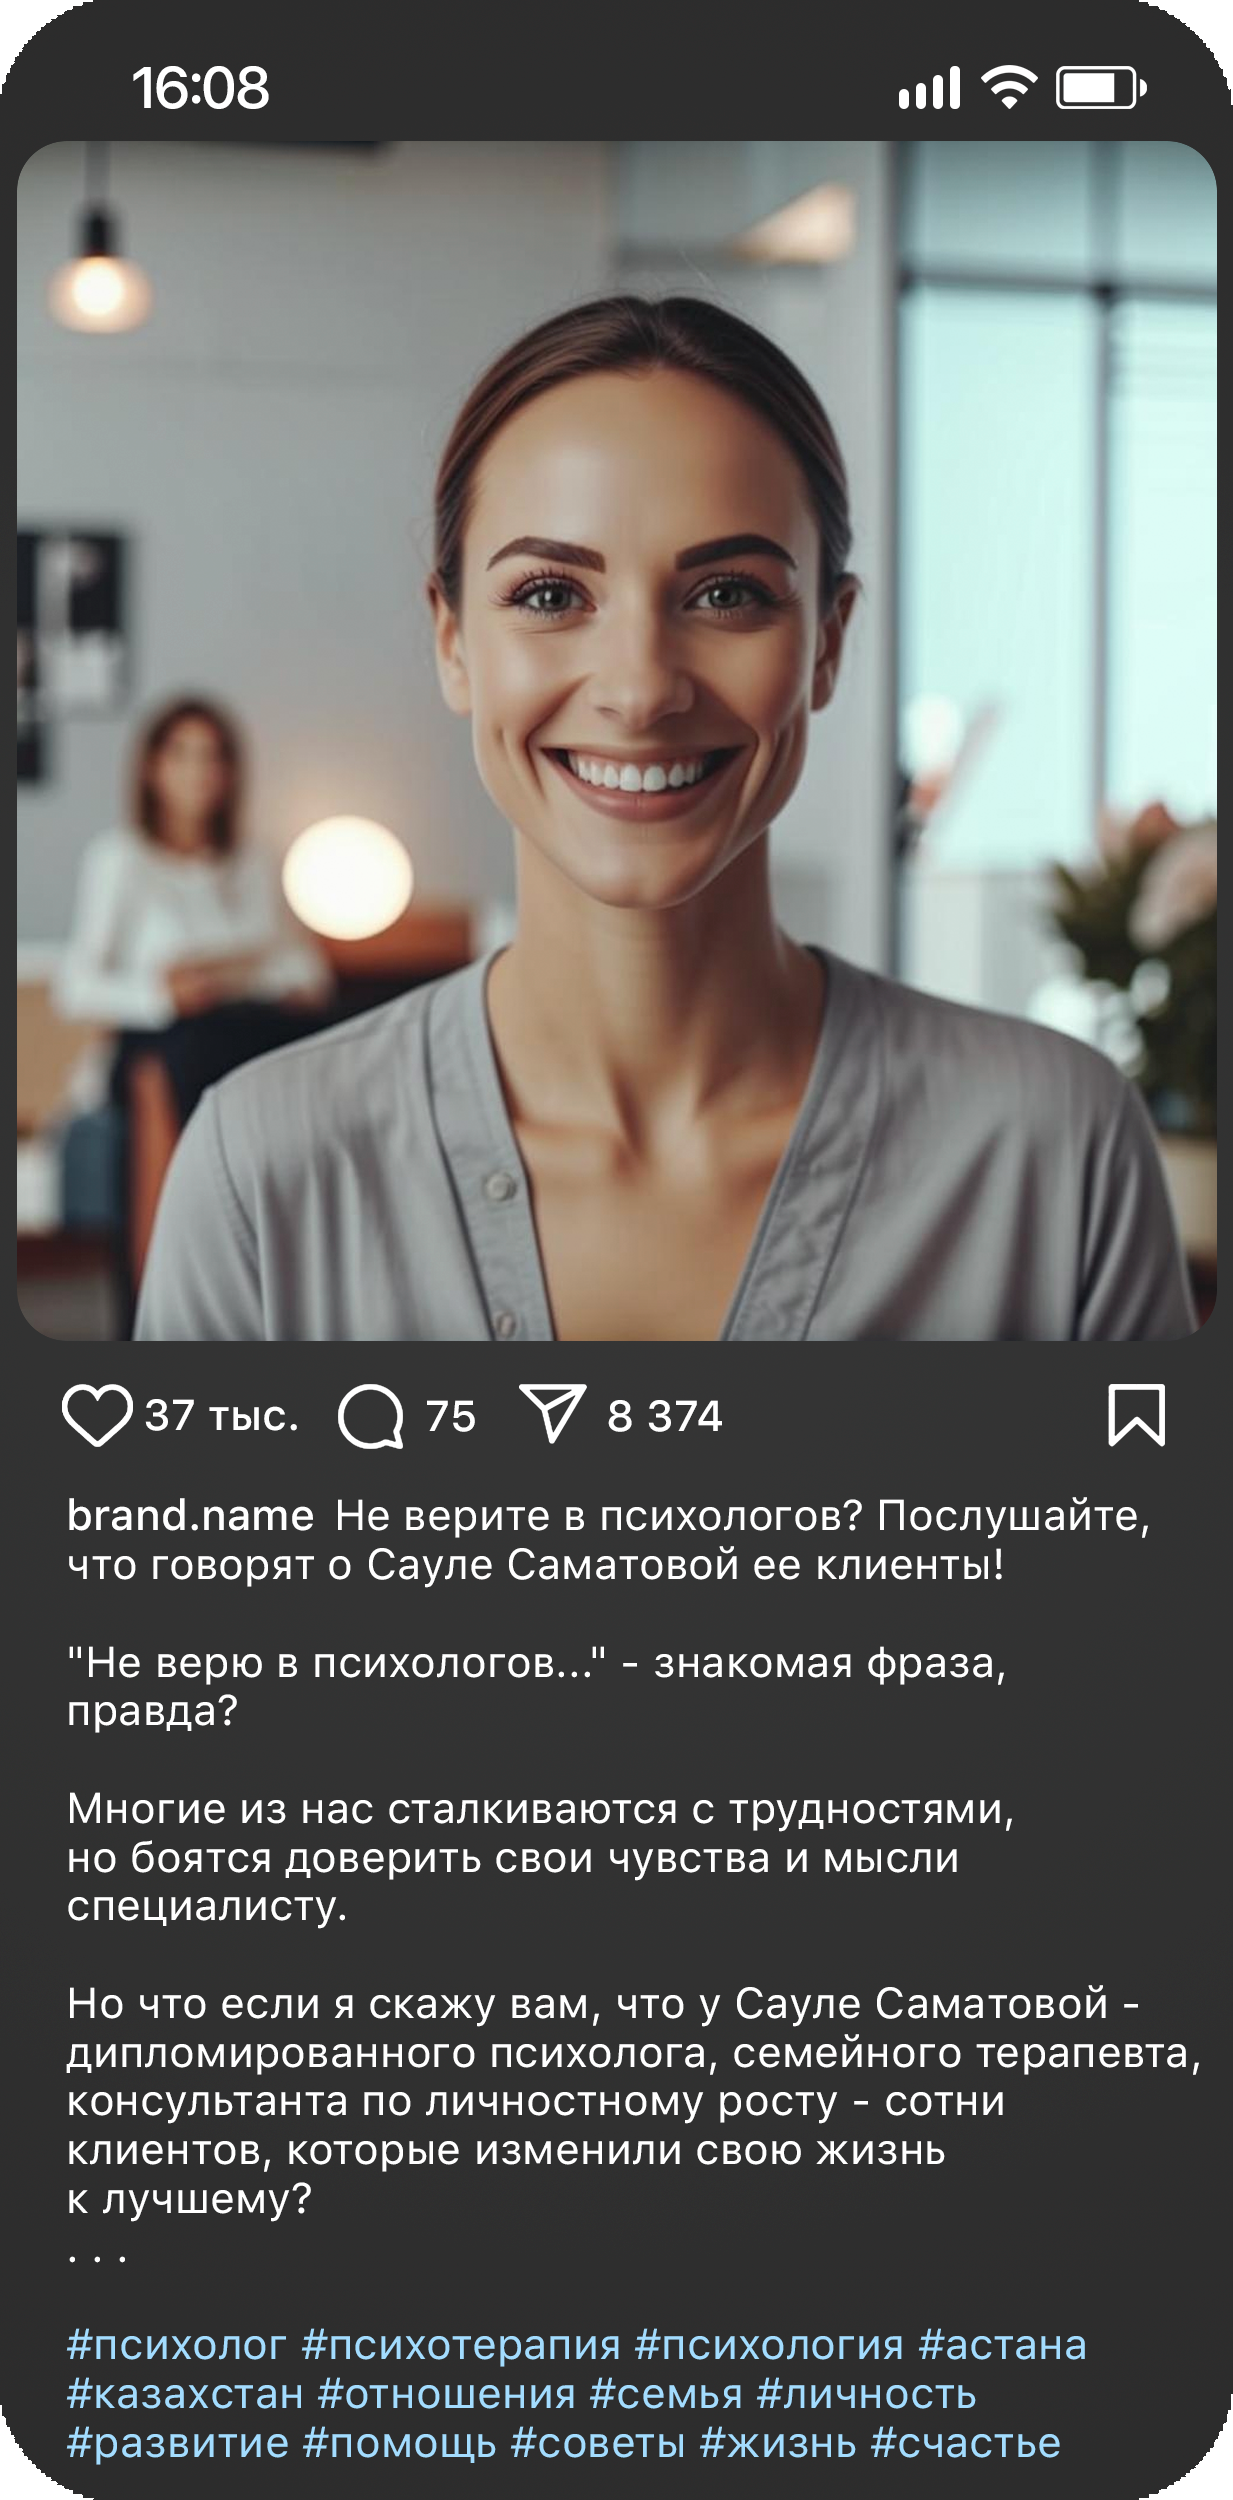 16:08
37 тыс. 75 8 374
brand.name Не верите в психологов? Послушайте,
что говорят о Сауле Саматовой ее клиенты!
"Не верю в психологов..." - знакомая фраза,
правда?
Многие из нас сталкиваются с трудностями,
но боятся доверить свои чувства и мысли
специалисту.
Но что если я скажу вам, что у Сауле Саматовой -
дипломированного психолога, семейного терапевта,
консультанта по личностному росту - сотни
клиентов, которые изменили свою жизнь
к лучшему?
. . .
#психолог #психотерапия #психология #астана
#казахстан #отношения #семья #личность
#развитие #помощь #советы #жизнь #счастье